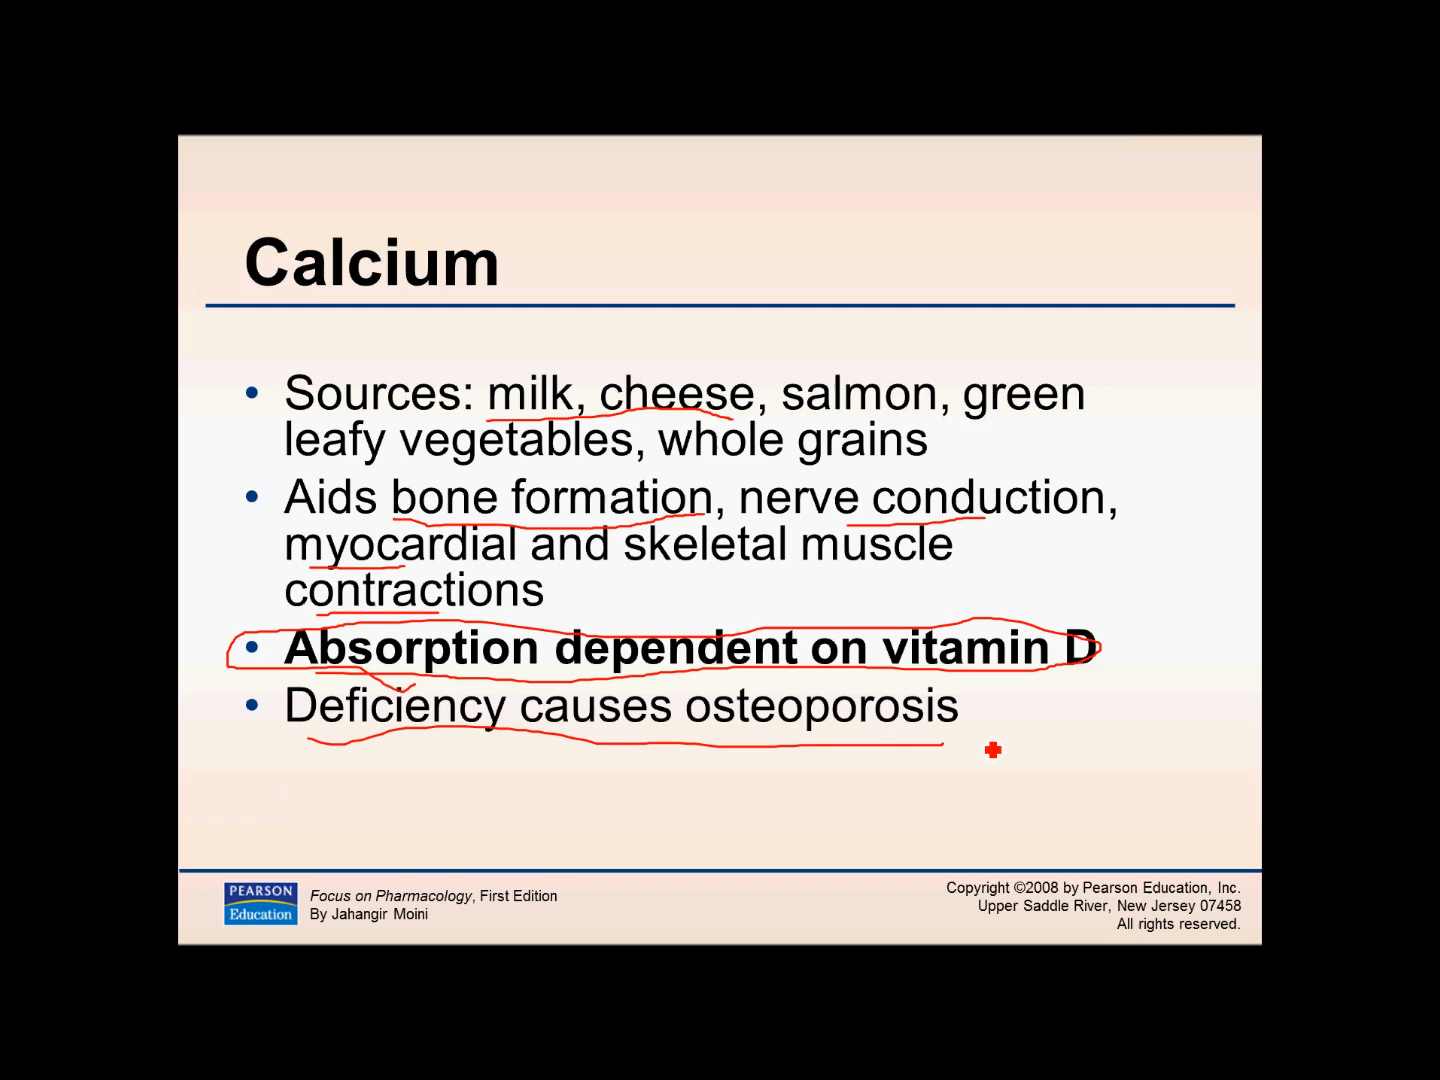 Calcium
• Sources: milk, cheese, salmon, green
leafy vegetables, whole grains
• Aids bone formation, nerve conduction,
myocardial and skeletal muscle
contractions
• Absorption dependent on vitamin D
• Deficiency causes osteoporosis
PEARSON
Education
Focus on Pharmacology, First Edition
By Jahangir Moini
Copyright ©2008 by Pearson Education, Inc.
Upper Saddle River, New Jersey 07458
All rights reserved.